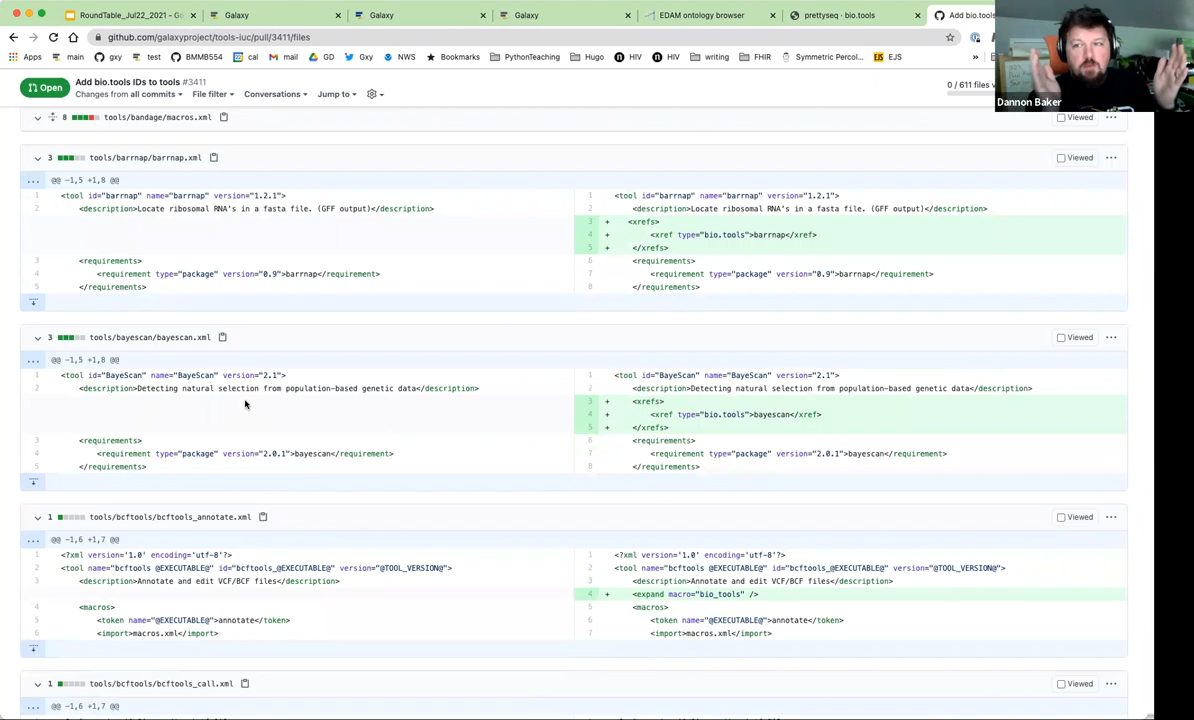 RoundTable_Jul22_2021 - Go
Galaxy
Galaxy
Galaxy
EDAM ontology browser
prettyseq · bio.tools
Add bio.tools
github.com/galaxyproject/tools-iuc/pull/3411/files
main
gxy
test
BMMB554
cal
mail
GD
Gxy
NWS
Bookmarks
PythonTeaching
Hugo
HIV
HIV
writing
FHIR
Symmetric Percol...
EJS
»
Open
Add bio.tools IDs to tools #3411
Changes from all commits
File filter
Conversations
Jump to
0 / 611 files v
Dannon Baker
8 tools/bandage/macros.xml
Viewed
3 tools/barrnap/barrnap.xml
Viewed
@@ -1,5 +1,8 @@
1 <tool id="barrnap" name="barrnap" version="1.2.1">
2 <description>Locate ribosomal RNA's in a fasta file. (GFF output)</description>
3 <requirements>
4 <requirement type="package" version="0.9">barrnap</requirement>
5 </requirements>
1 <tool id="barrnap" name="barrnap" version="1.2.1">
2 <description>Locate ribosomal RNA's in a fasta file. (GFF output)</description>
3 + <xrefs>
4 + <xref type="bio.tools">barrnap</xref>
5 + </xrefs>
6 <requirements>
7 <requirement type="package" version="0.9">barrnap</requirement>
8 </requirements>
3 tools/bayescan/bayescan.xml
Viewed
@@ -1,5 +1,8 @@
1 <tool id="BayeScan" name="BayeScan" version="2.1">
2 <description>Detecting natural selection from population-based genetic data</description>
3 <requirements>
4 <requirement type="package" version="2.0.1">bayescan</requirement>
5 </requirements>
1 <tool id="BayeScan" name="BayeScan" version="2.1">
2 <description>Detecting natural selection from population-based genetic data</description>
3 + <xrefs>
4 + <xref type="bio.tools">bayescan</xref>
5 + </xrefs>
6 <requirements>
7 <requirement type="package" version="2.0.1">bayescan</requirement>
8 </requirements>
1 tools/bcftools/bcftools_annotate.xml
Viewed
@@ -1,6 +1,7 @@
1 <?xml version='1.0' encoding='utf-8'?>
2 <tool name="bcftools @EXECUTABLE@" id="bcftools_@EXECUTABLE@" version="@TOOL_VERSION@">
3 <description>Annotate and edit VCF/BCF files</description>
4 <macros>
5 <token name="@EXECUTABLE@">annotate</token>
6 <import>macros.xml</import>
1 <?xml version='1.0' encoding='utf-8'?>
2 <tool name="bcftools @EXECUTABLE@" id="bcftools_@EXECUTABLE@" version="@TOOL_VERSION@">
3 <description>Annotate and edit VCF/BCF files</description>
4 + <expand macro="bio_tools" />
5 <macros>
6 <token name="@EXECUTABLE@">annotate</token>
7 <import>macros.xml</import>
1 tools/bcftools/bcftools_call.xml
Viewed
@@ -1,6 +1,7 @@